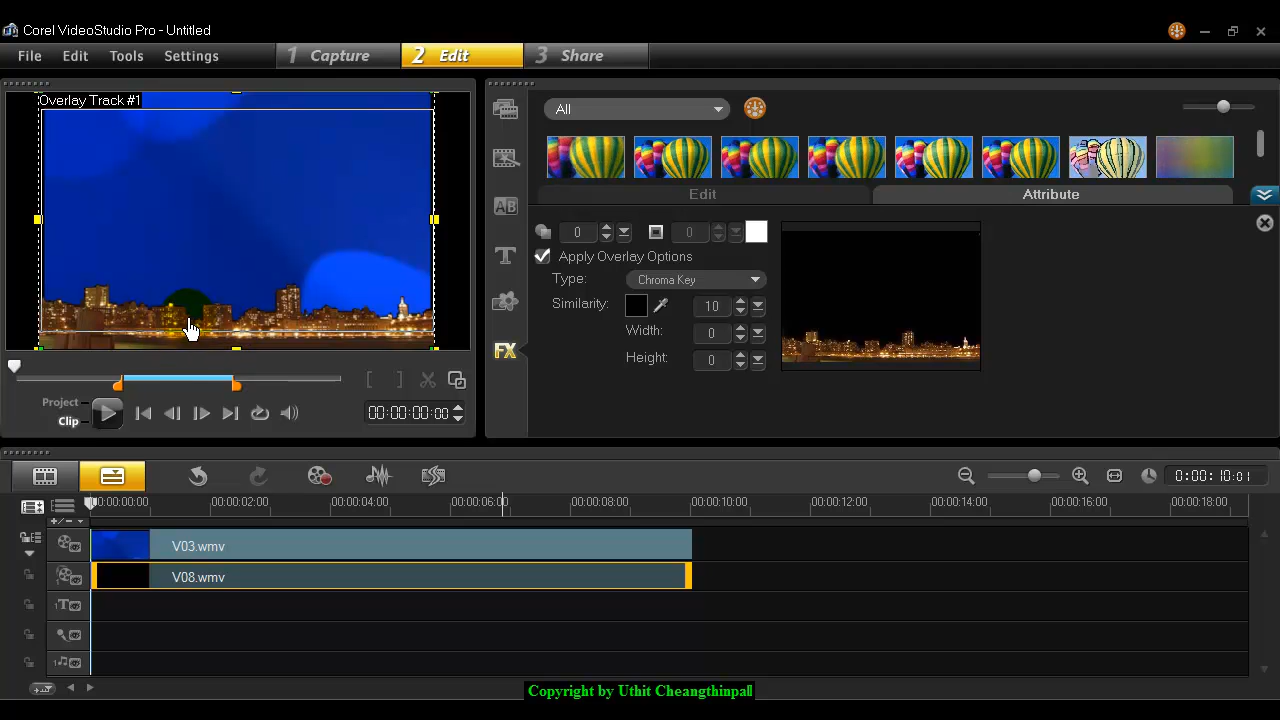 Corel VideoStudio Pro - Untitled
File Edit Tools Settings 1 Capture 2 Edit 3 Share
Overlay Track #1
All
Edit Attribute
0 0
Apply Overlay Options
Type: Chroma Key
Similarity: 10
Width: 0
Height: 0
FX
Project
Clip
00:00:00:00
0:00:10:01
00:00:00:00 00:00:02:00 00:00:04:00 00:00:06:00 00:00:08:00 00:00:10:00 00:00:12:00 00:00:14:00 00:00:16:00 00:00:18:00
V03.wmv
V08.wmv
Copyright by Uthit Cheangthinpall